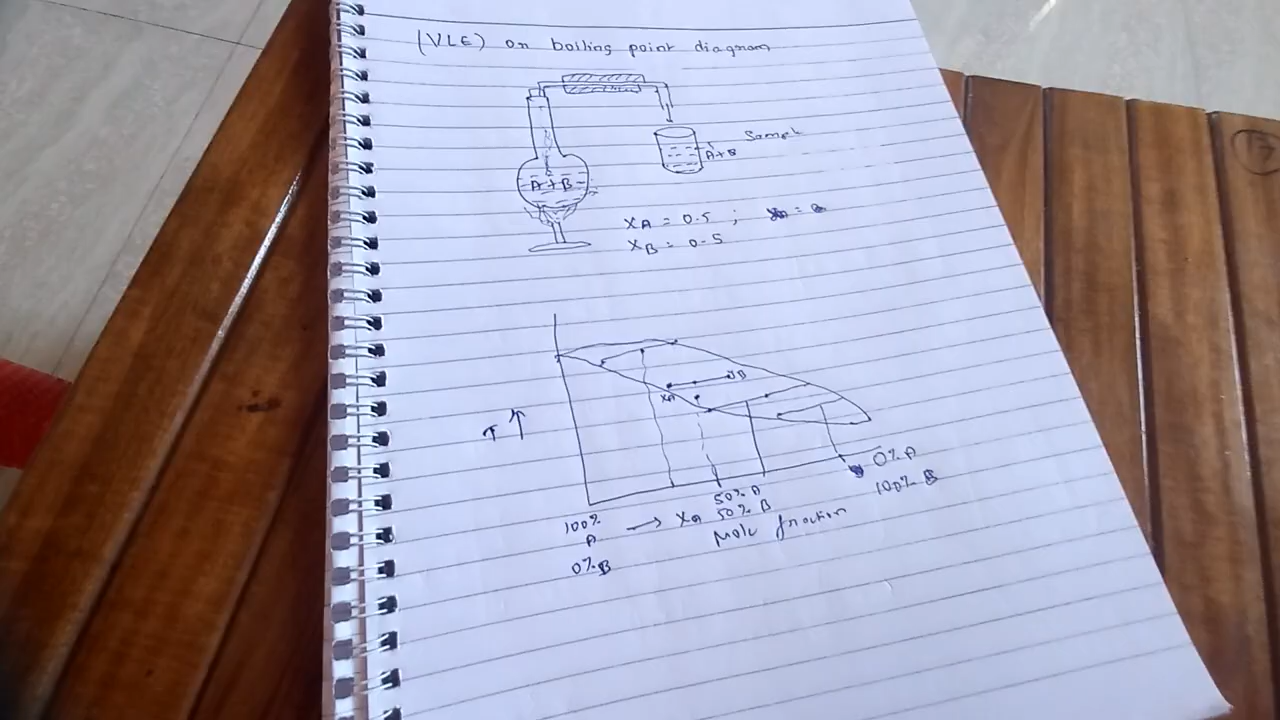 (VLE) on boiling point diagram
Sample
A+B
A+B
XA = 0.5 ;
XB = 0.5
B
XA
T ↑
0% A
100% B
50% A
50% B
100%
A
0% B
→ XA
Mole fraction
17